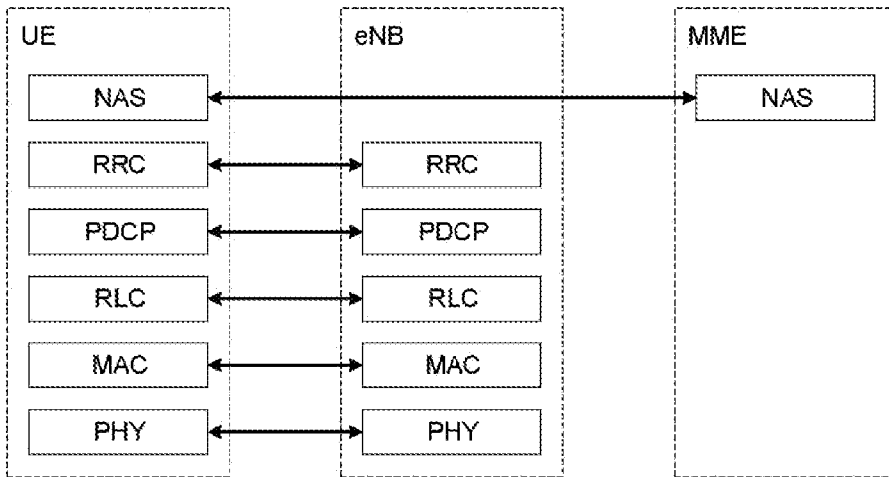 UE eNB MME
NAS NAS
RRC RRC
PDCP PDCP
RLC RLC
MAC MAC
PHY PHY